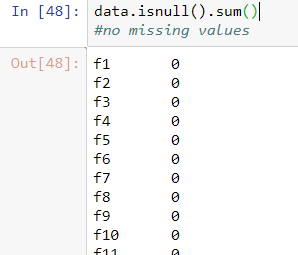 In [48]: data.isnull().sum()
#no missing values
Out[48]: f1 0
f2 0
f3 0
f4 0
f5 0
f6 0
f7 0
f8 0
f9 0
f10 0
f11 0